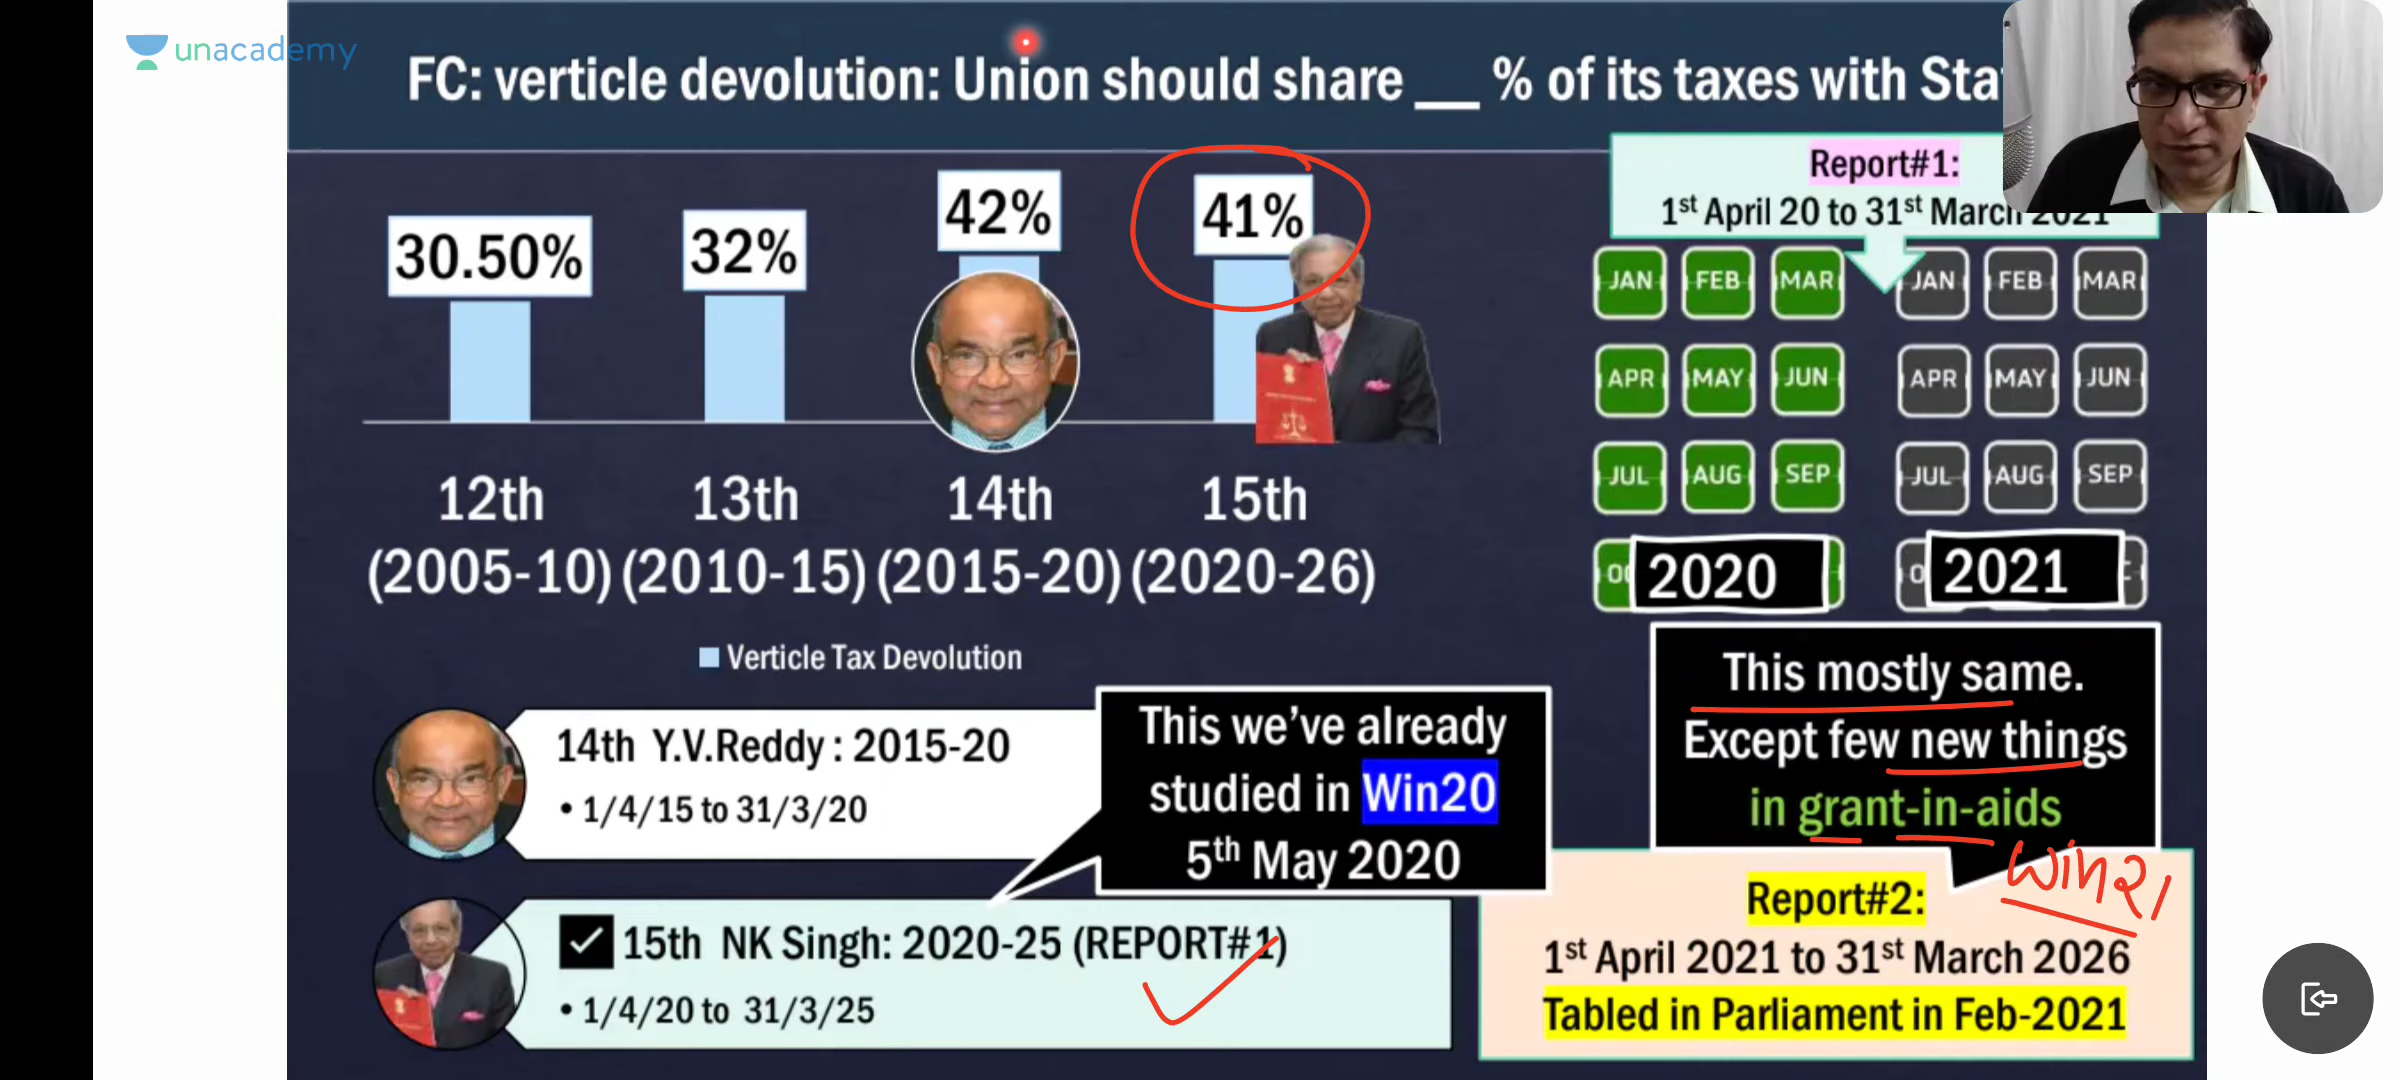 unacademy
FC: verticle devolution: Union should share __ % of its taxes with Sta
30.50%
32%
42%
41%
12th
13th
14th
15th
(2005-10)
(2010-15)
(2015-20)
(2020-26)
Verticle Tax Devolution
Report#1:
1st April 20 to 31st March 2021
JAN FEB MAR
APR MAY JUN
JUL AUG SEP
2020
JAN FEB MAR
APR MAY JUN
JUL AUG SEP
2021
14th Y.V.Reddy : 2015-20
• 1/4/15 to 31/3/20
This we've already
studied in Win20
5th May 2020
15th NK Singh: 2020-25 (REPORT#1)
• 1/4/20 to 31/3/25
This mostly same.
Except few new things
in grant-in-aids
Win21
Report#2:
1st April 2021 to 31st March 2026
Tabled in Parliament in Feb-2021